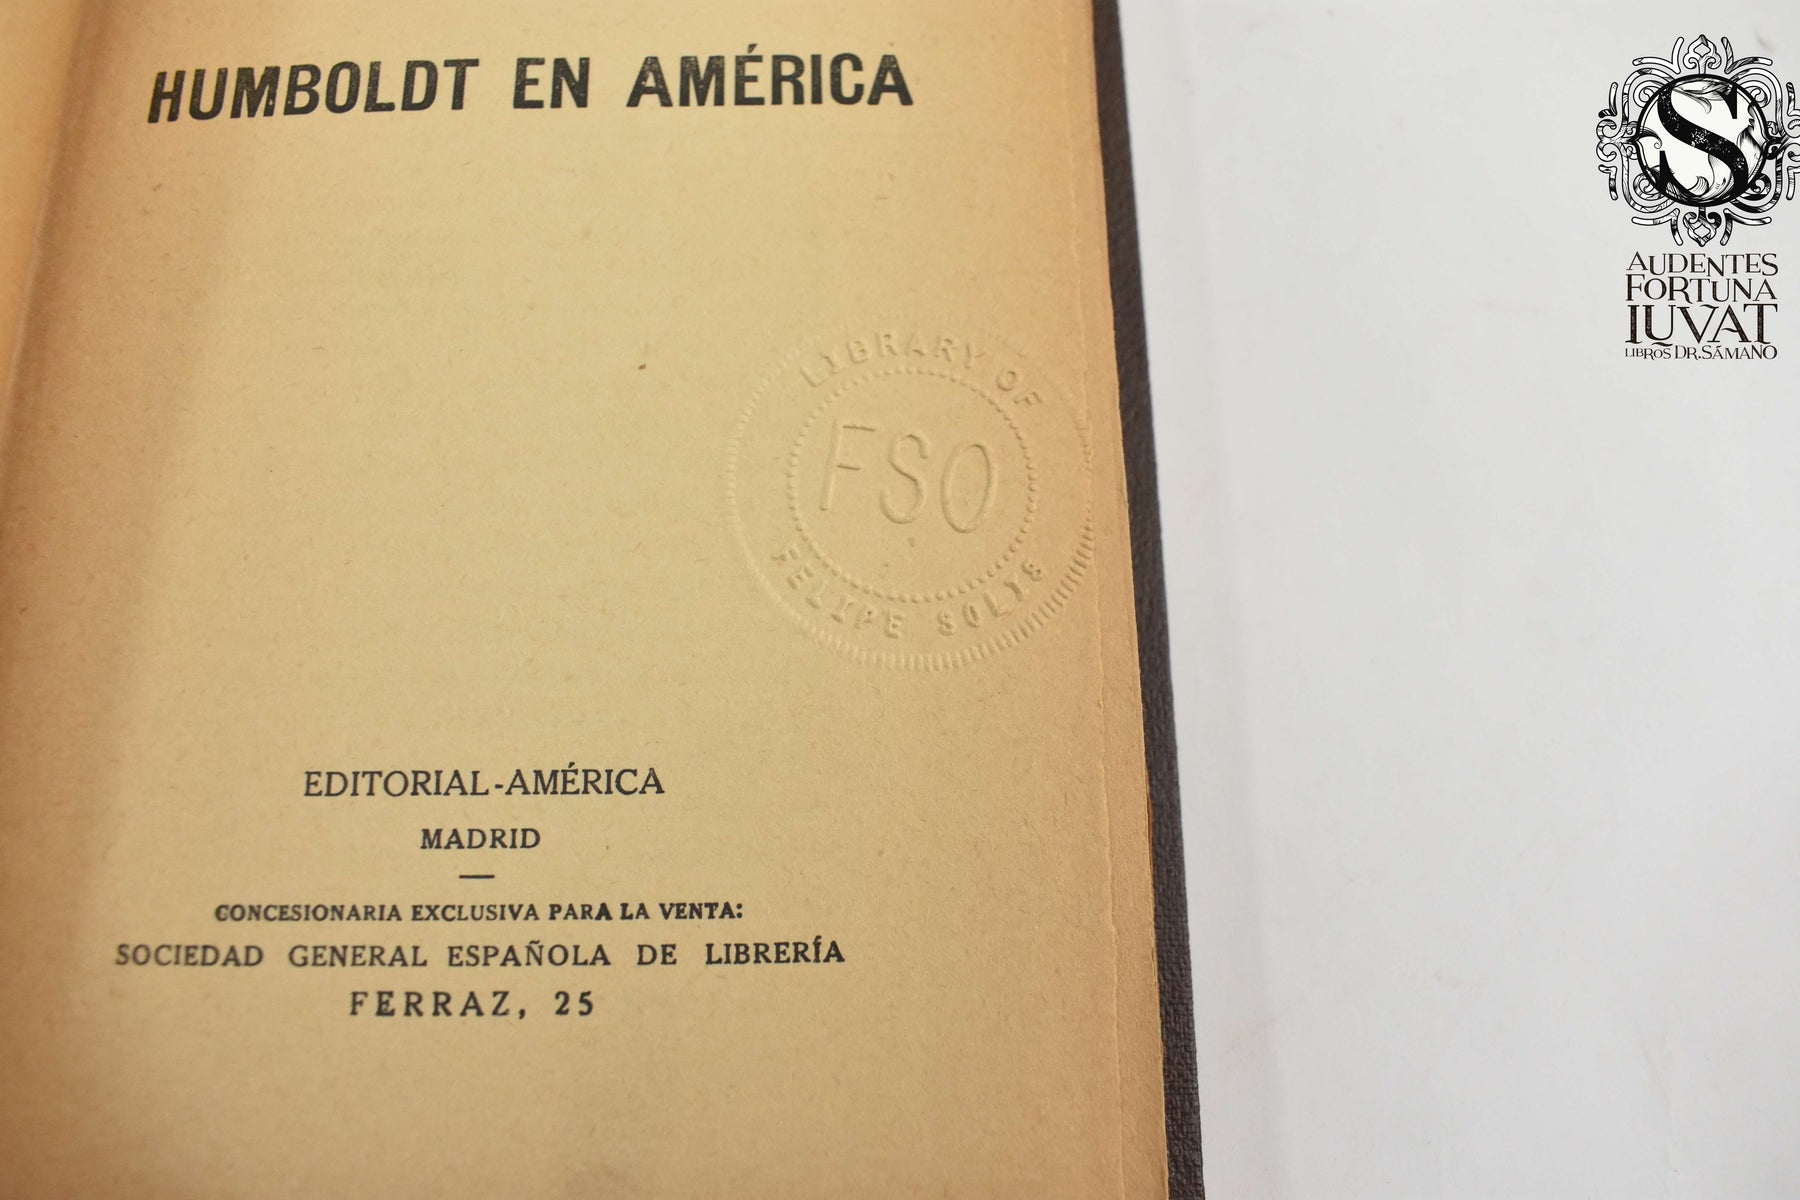 HUMBOLDT EN AMÉRICA
LIBRARY OF
FSO
FELIPE SOLIS
EDITORIAL-AMÉRICA
MADRID
CONCESIONARIA EXCLUSIVA PARA LA VENTA:
SOCIEDAD GENERAL ESPAÑOLA DE LIBRERÍA
FERRAZ, 25
S
AUDENTES
FORTUNA
IUVAT
LIBROS DR. SÁMANO